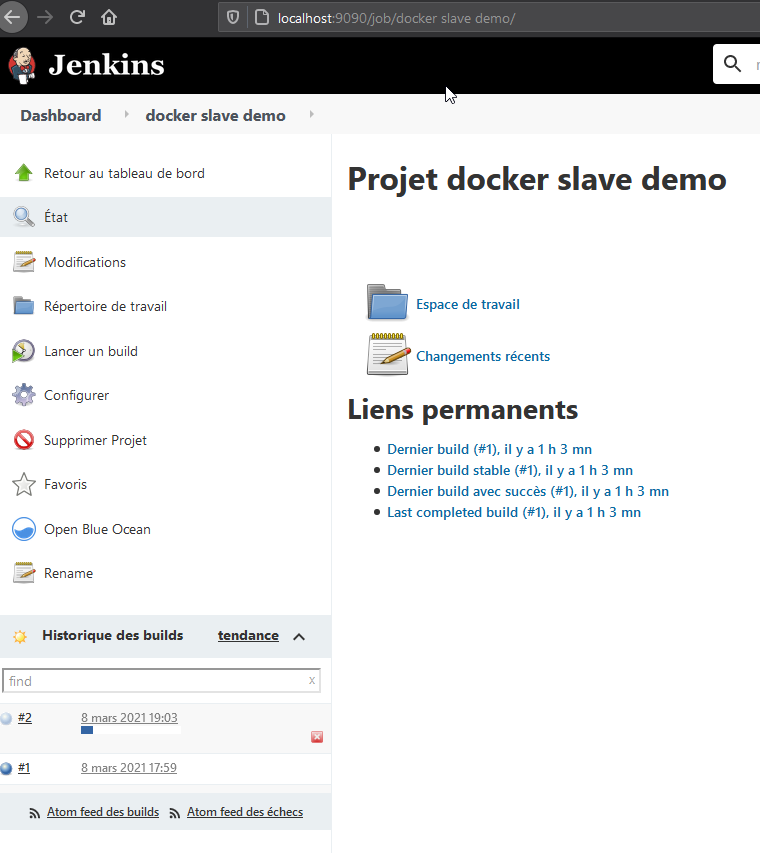 localhost:9090/job/docker slave demo/
Jenkins
Dashboard docker slave demo
Retour au tableau de bord
État
Modifications
Répertoire de travail
Lancer un build
Configurer
Supprimer Projet
Favoris
Open Blue Ocean
Rename
Historique des builds tendance
find x
#2 8 mars 2021 19:03
#1 8 mars 2021 17:59
Atom feed des builds Atom feed des échecs
Projet docker slave demo
Espace de travail
Changements récents
Liens permanents
Dernier build (#1), il y a 1 h 3 mn
Dernier build stable (#1), il y a 1 h 3 mn
Dernier build avec succès (#1), il y a 1 h 3 mn
Last completed build (#1), il y a 1 h 3 mn